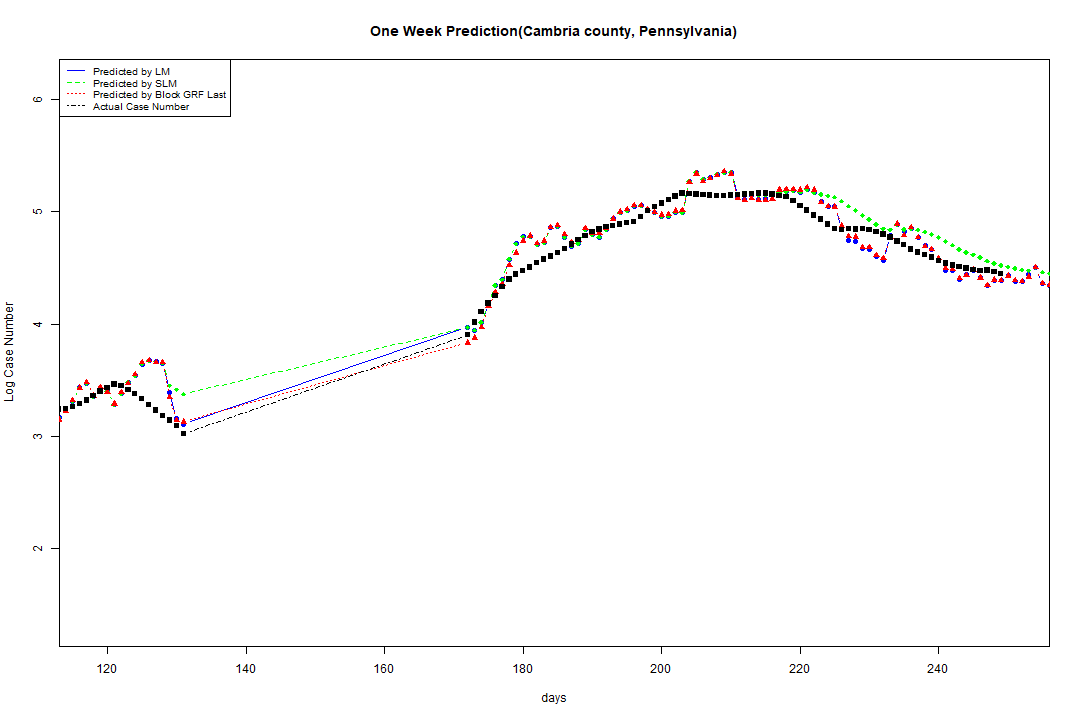 One Week Prediction(Cambria county, Pennsylvania)
Predicted by LM
Predicted by SLM
Predicted by Block GRF Last
Actual Case Number
6
5
4
3
2
Log Case Number
120
140
160
180
200
220
240
days